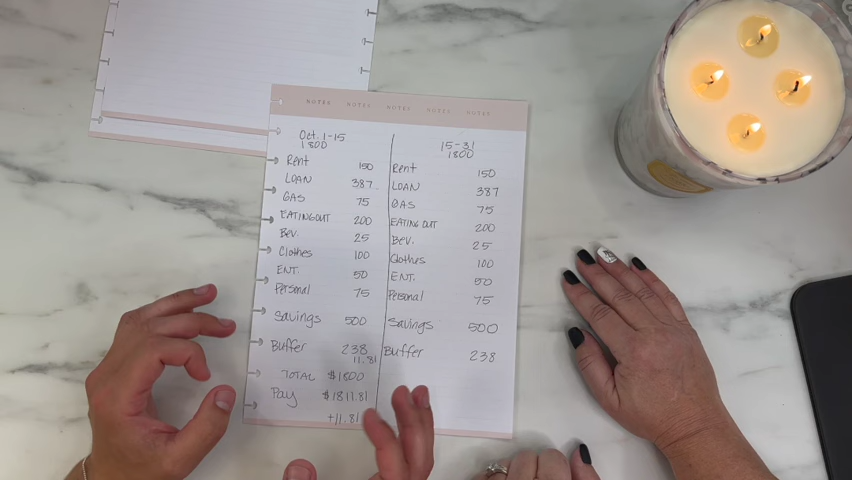 NOTES NOTES NOTES NOTES NOTES
Oct. 1-15
1800
Rent 150
LOAN 387
GAS 75
EATING OUT 200
Bev. 25
Clothes 100
ENT. 50
Personal 75
Savings 500
Buffer 238
11.81
TOTAL $1800
Pay $1811.81
+11.81
15-31
1800
Rent 150
LOAN 387
GAS 75
EATING OUT 200
Bev. 25
Clothes 100
ENT. 50
Personal 75
Savings 500
Buffer 238